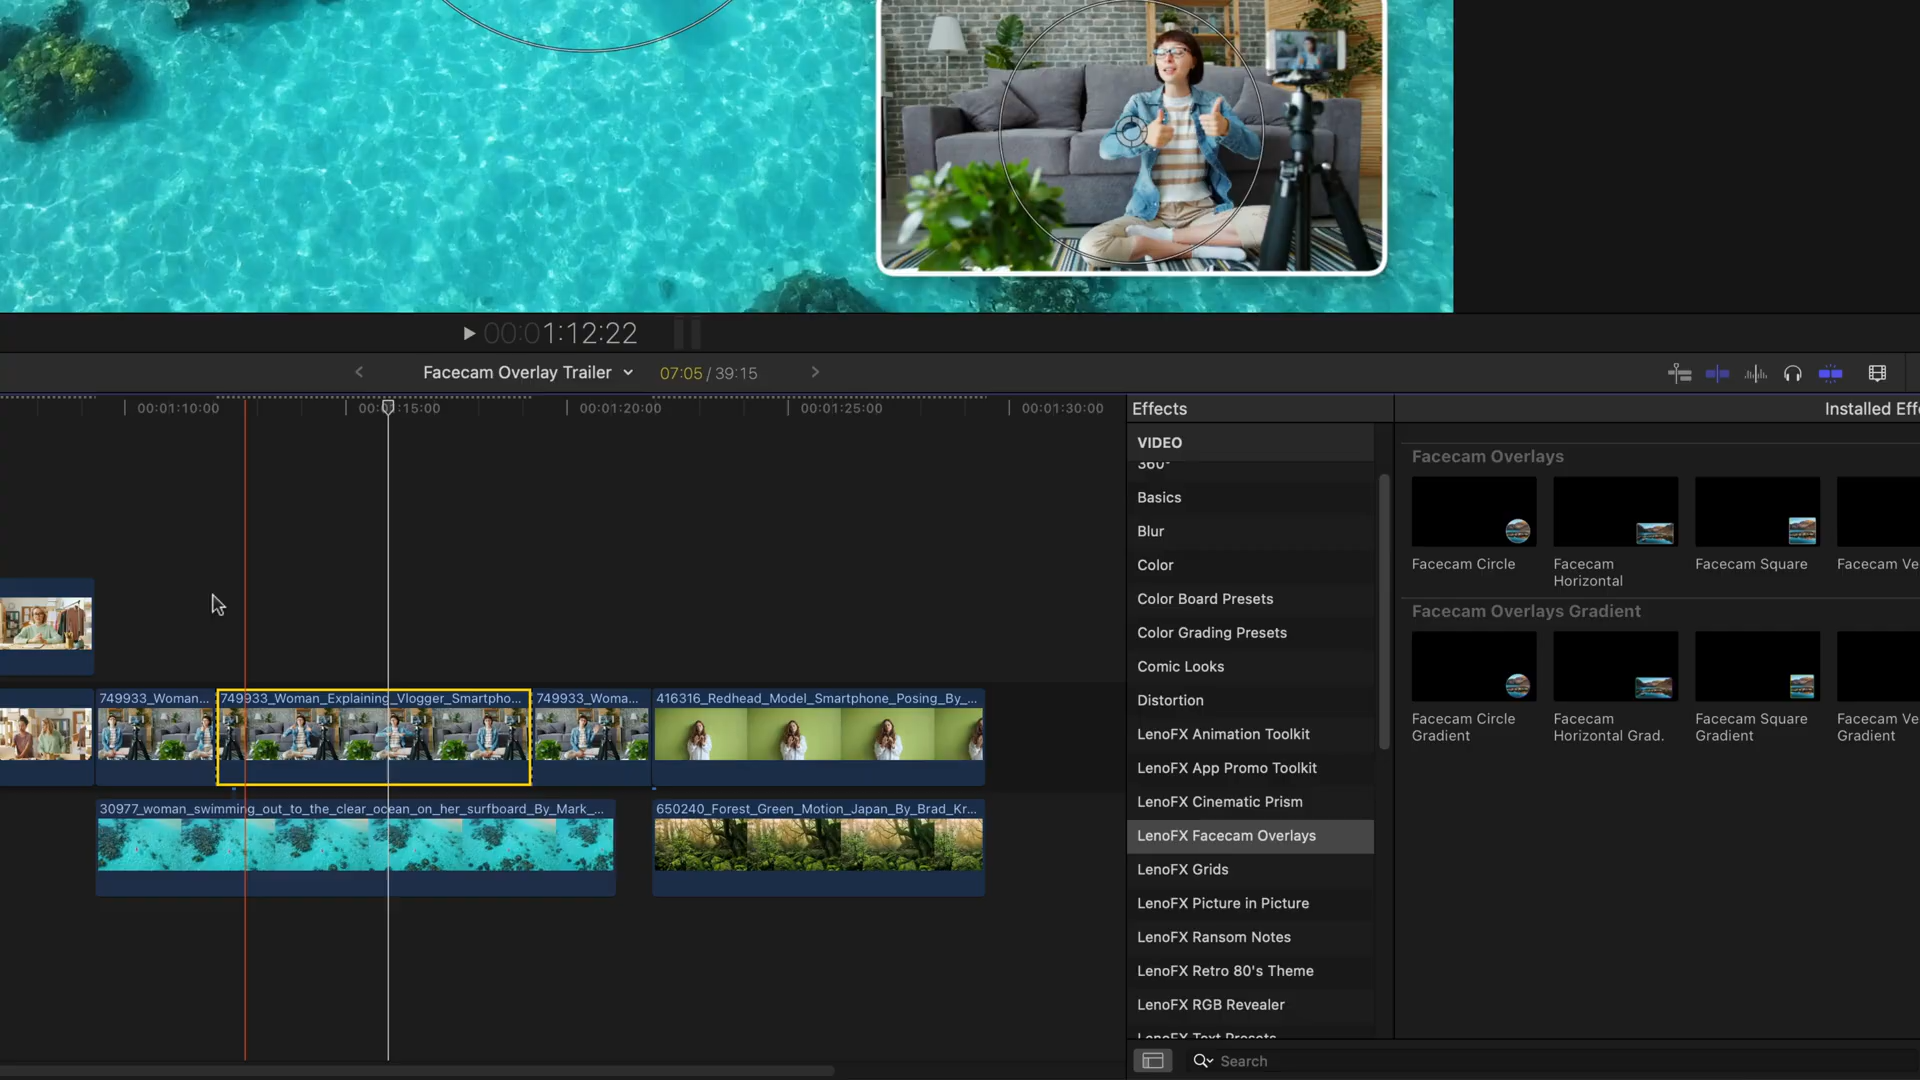 00:01:12:22
Facecam Overlay Trailer
07:05 / 39:15
00:01:10:00
00:01:15:00
00:01:20:00
00:01:25:00
00:01:30:00
Effects
Installed Effe
VIDEO
360°
Basics
Blur
Color
Color Board Presets
Color Grading Presets
Comic Looks
Distortion
LenoFX Animation Toolkit
LenoFX App Promo Toolkit
LenoFX Cinematic Prism
LenoFX Facecam Overlays
LenoFX Grids
LenoFX Picture in Picture
LenoFX Ransom Notes
LenoFX Retro 80's Theme
LenoFX RGB Revealer
LenoFX Text Presets
Facecam Overlays
Facecam Circle
Facecam
Horizontal
Facecam Square
Facecam Ve
Facecam Overlays Gradient
Facecam Circle
Gradient
Facecam
Horizontal Grad.
Facecam Square
Gradient
Facecam Ve
Gradient
749933_Woman...
749933_Woman_Explaining_Vlogger_Smartpho...
749933_Woma...
416316_Redhead_Model_Smartphone_Posing_By_...
30977_woman_swimming_out_to_the_clear_ocean_on_her_surfboard_By_Mark_...
650240_Forest_Green_Motion_Japan_By_Brad_Kr...
Search